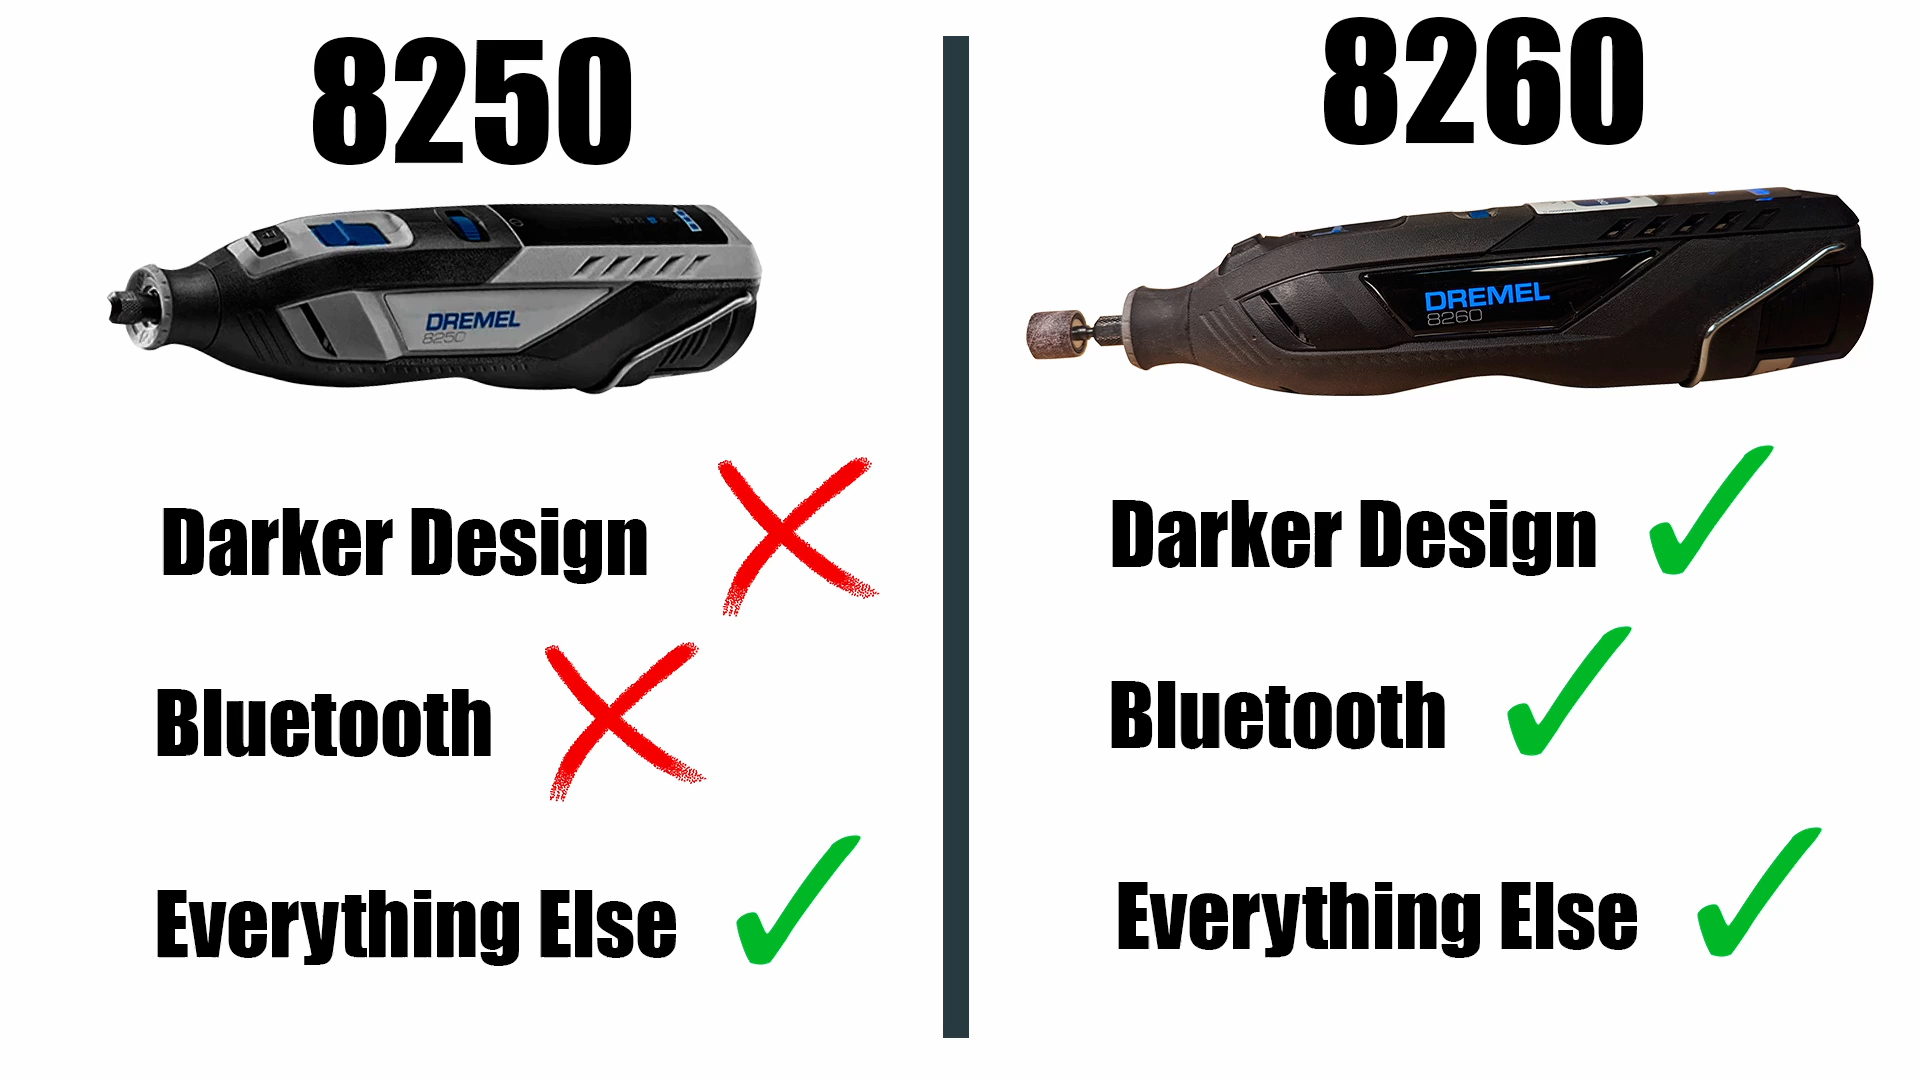 8250
DREMEL
8250
Darker Design
Bluetooth
Everything Else
8260
DREMEL
8260
Darker Design
Bluetooth
Everything Else